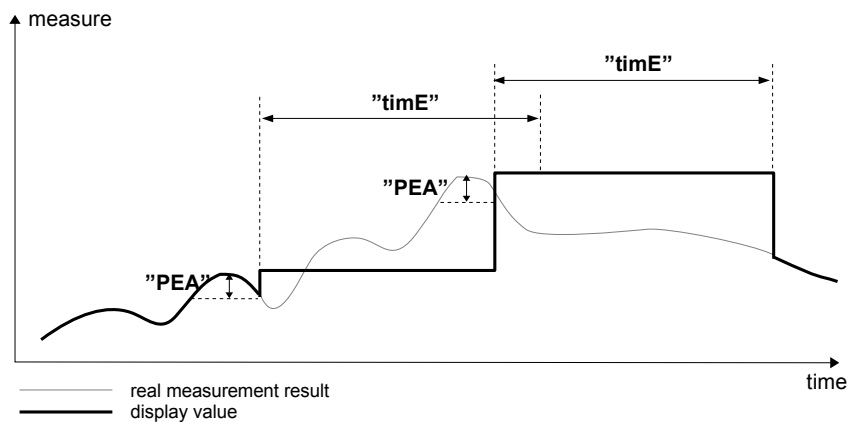 measure
”timE”
”timE”
”PEA”
”PEA”
time
real measurement result
display value